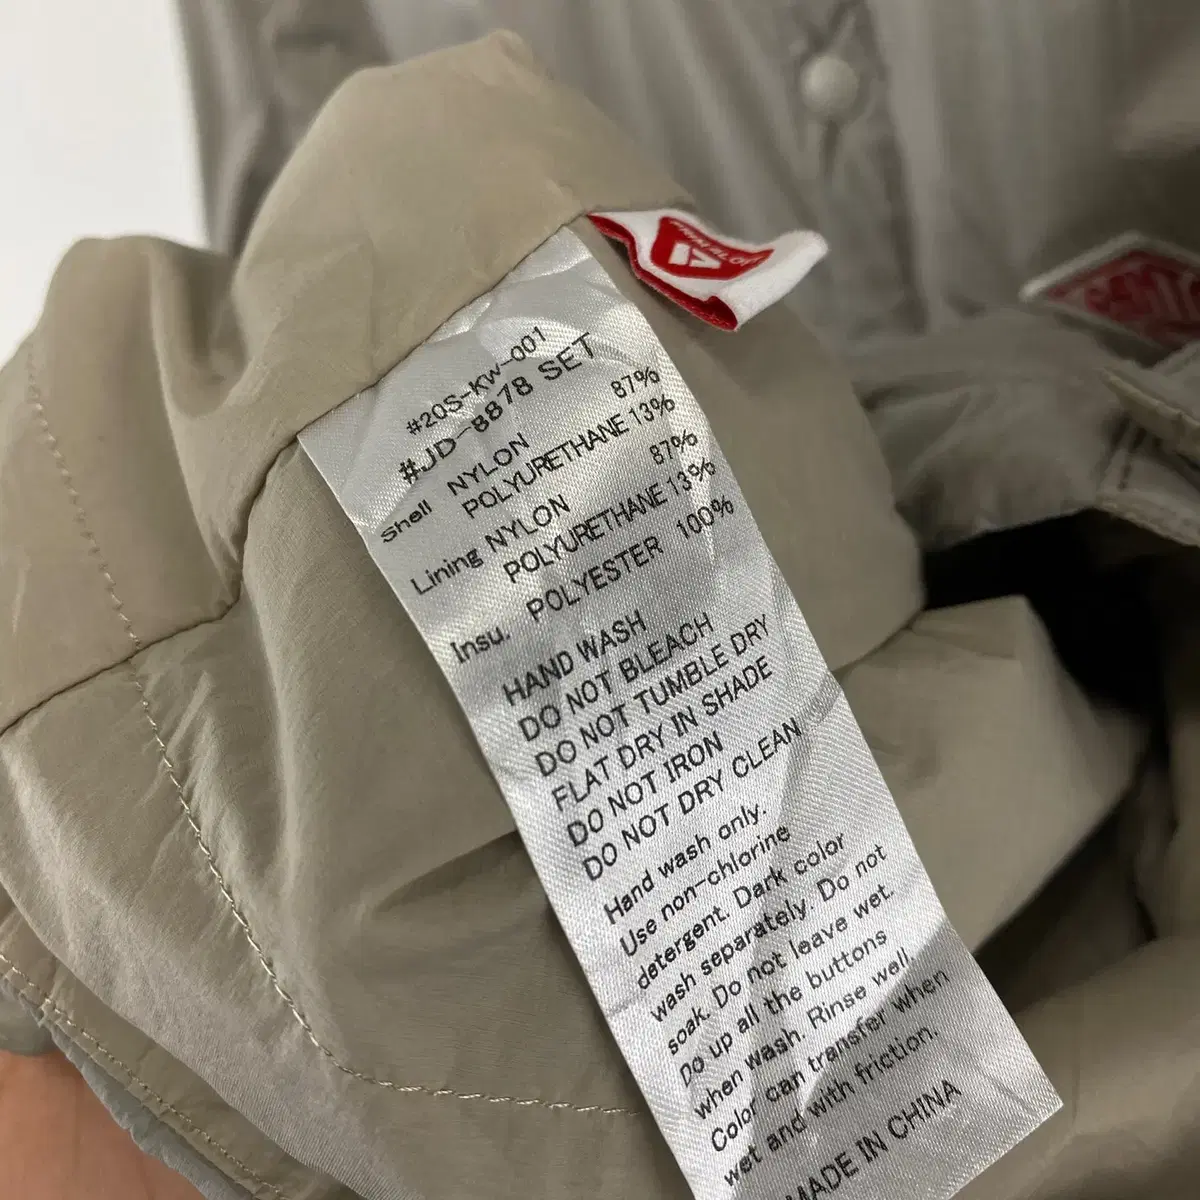 #20S-KW-001
#JD-8878 SET
Shell NYLON 87%
POLYURETHANE 13%
Lining NYLON 87%
POLYURETHANE 13%
Insu. POLYESTER 100%
HAND WASH
DO NOT BLEACH
DO NOT TUMBLE DRY
FLAT DRY IN SHADE
DO NOT IRON
DO NOT DRY CLEAN
Hand wash only.
Use non-chlorine
detergent. Dark color
wash separately. Do not
soak. Do not leave wet.
Do up all the buttons
when wash. Rinse well.
Color can transfer when
wet and with friction.
MADE IN CHINA